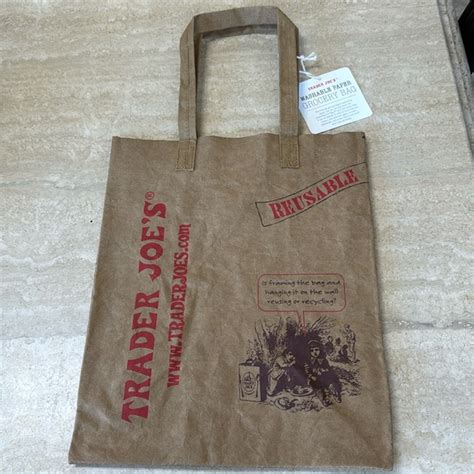 TRADER JOE'S
WASHABLE PAPER
GROCERY BAG
REUSABLE
TRADER JOE'S®
www.TRADERJOES.com
Is framing the bag and
hanging it on the wall
reusing or recycling?